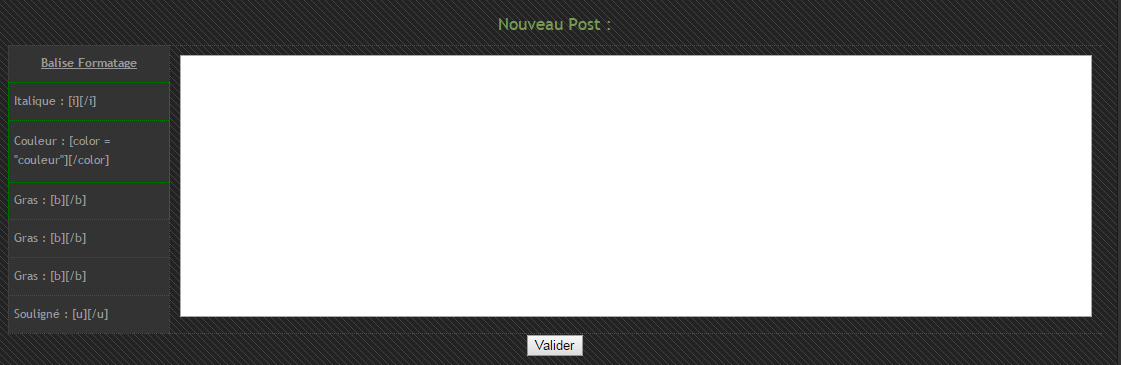 Nouveau Post :
Balise Formatage
Italique : [i][/i]
Couleur : [color =
"couleur"][/color]
Gras : [b][/b]
Gras : [b][/b]
Gras : [b][/b]
Souligné : [u][/u]
Valider